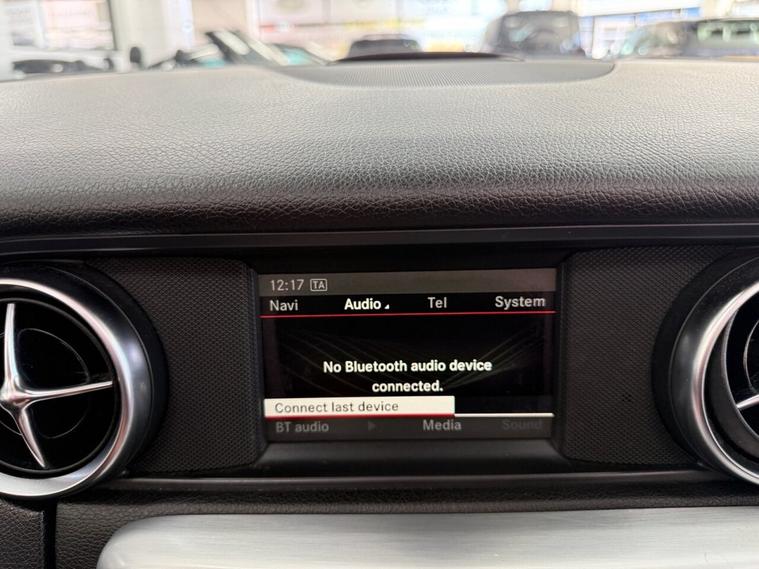 12:17 TA
Navi Audio Tel System
No Bluetooth audio device
connected.
Connect last device
BT audio Media Sound